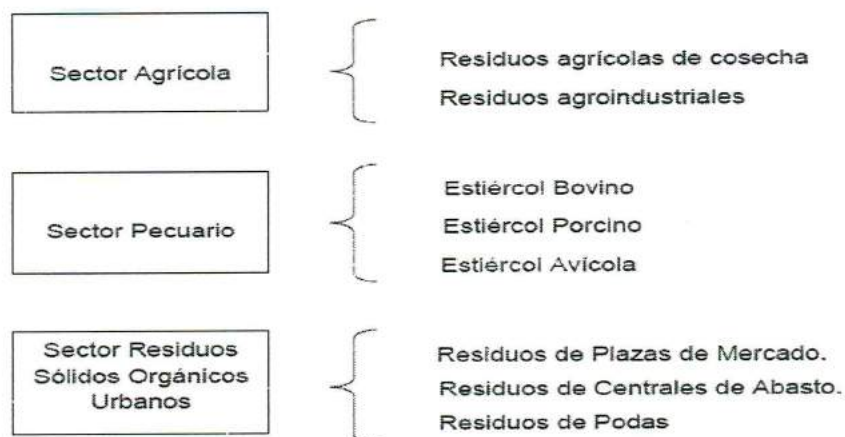 Sector Agrícola
Residuos agrícolas de cosecha
Residuos agroindustriales
Sector Pecuario
Estiércol Bovino
Estiércol Porcino
Estiércol Avícola
Sector Residuos
Sólidos Orgánicos
Urbanos
Residuos de Plazas de Mercado.
Residuos de Centrales de Abasto.
Residuos de Podas